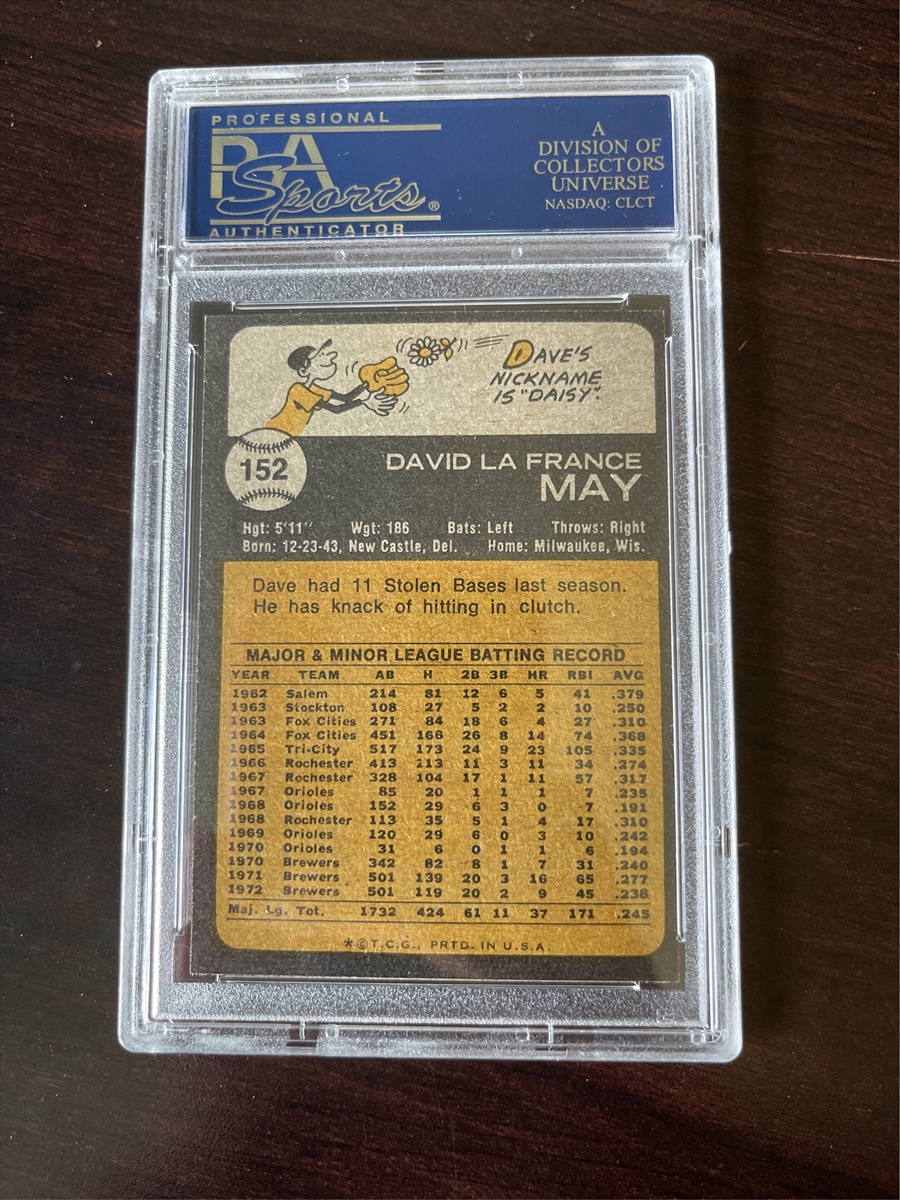 PROFESSIONAL
PSA
Sports®
AUTHENTICATOR
A
DIVISION OF
COLLECTORS
UNIVERSE
NASDAQ: CLCT
DAVE'S
NICKNAME
IS "DAISY".
152
DAVID LA FRANCE
MAY
Hgt: 5'11" Wgt: 186 Bats: Left Throws: Right
Born: 12-23-43, New Castle, Del. Home: Milwaukee, Wis.
Dave had 11 Stolen Bases last season.
He has knack of hitting in clutch.
MAJOR & MINOR LEAGUE BATTING RECORD
YEAR TEAM AB H 2B 3B HR RBI AVG
1962 Salem 214 81 12 6 5 41 .379
1963 Stockton 108 27 5 2 2 10 .250
1963 Fox Cities 271 84 18 6 4 27 .310
1964 Fox Cities 451 166 26 8 14 74 .368
1965 Tri-City 517 173 24 9 23 105 .335
1966 Rochester 413 113 11 3 11 34 .274
1967 Rochester 328 104 17 1 11 57 .317
1967 Orioles 85 20 1 1 1 7 .235
1968 Orioles 152 29 6 3 0 7 .191
1968 Rochester 113 35 5 1 4 17 .310
1969 Orioles 120 29 6 0 3 10 .242
1970 Orioles 31 6 0 1 1 6 .194
1970 Brewers 342 82 8 1 7 31 .240
1971 Brewers 501 139 20 3 16 65 .277
1972 Brewers 501 119 20 2 9 45 .238
Maj. Lg. Tot. 1732 424 61 11 37 171 .245
*©T.C.G., PRTD. IN U.S.A.